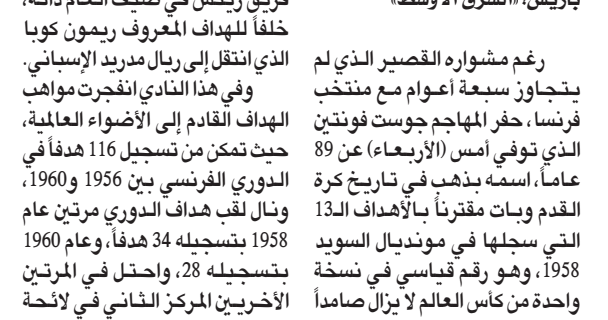 باريس: «الشرق الأوسط»
رغم مشواره القصير الذي لم
يتجاوز سبعة أعوام مع منتخب
فرنسا، حفر المهاجم جوست فونتين
الذي توفي أمس (الأربعاء) عن 89
عاماً، اسمه بذهب في تاريخ كرة
القدم وبات مقترناً بالأهداف الـ13
التي سجلها في مونديال السويد
1958، وهو رقم قياسي في نسخة
واحدة من كأس العالم لا يزال صامداً
فريق ريمس في صيف العام ذاته،
خلفاً للهداف المعروف ريمون كوبا
الذي انتقل إلى ريال مدريد الإسباني.
وفي هذا النادي انفجرت مواهب
الهداف القادم إلى الأضواء العالمية،
حيث تمكن من تسجيل 116 هدفاً في
الدوري الفرنسي بين 1956 و1960،
ونال لقب هداف الدوري مرتين عام
1958 بتسجيله 34 هدفاً، وعام 1960
بتسجيله 28، واحتل في المرتين
الأخريين المركز الثاني في لائحة